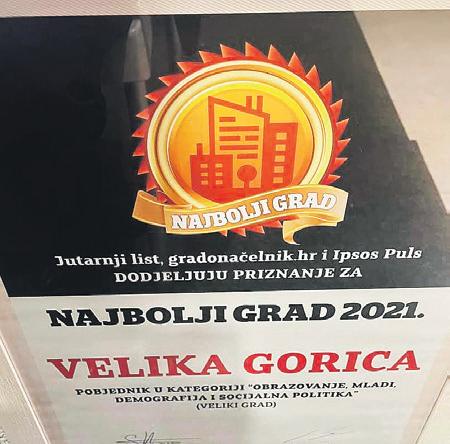 NAJBOLJI GRAD
Jutarnji list, gradonačelnik.hr i Ipsos Puls
DODJELJUJU PRIZNANJE ZA
NAJBOLJI GRAD 2021.
VELIKA GORICA
POBJEDNIK U KATEGORIJI "OBRAZOVANJE, MLADI,
DEMOGRAFIJA I SOCIJALNA POLITIKA"
(VELIKI GRAD)